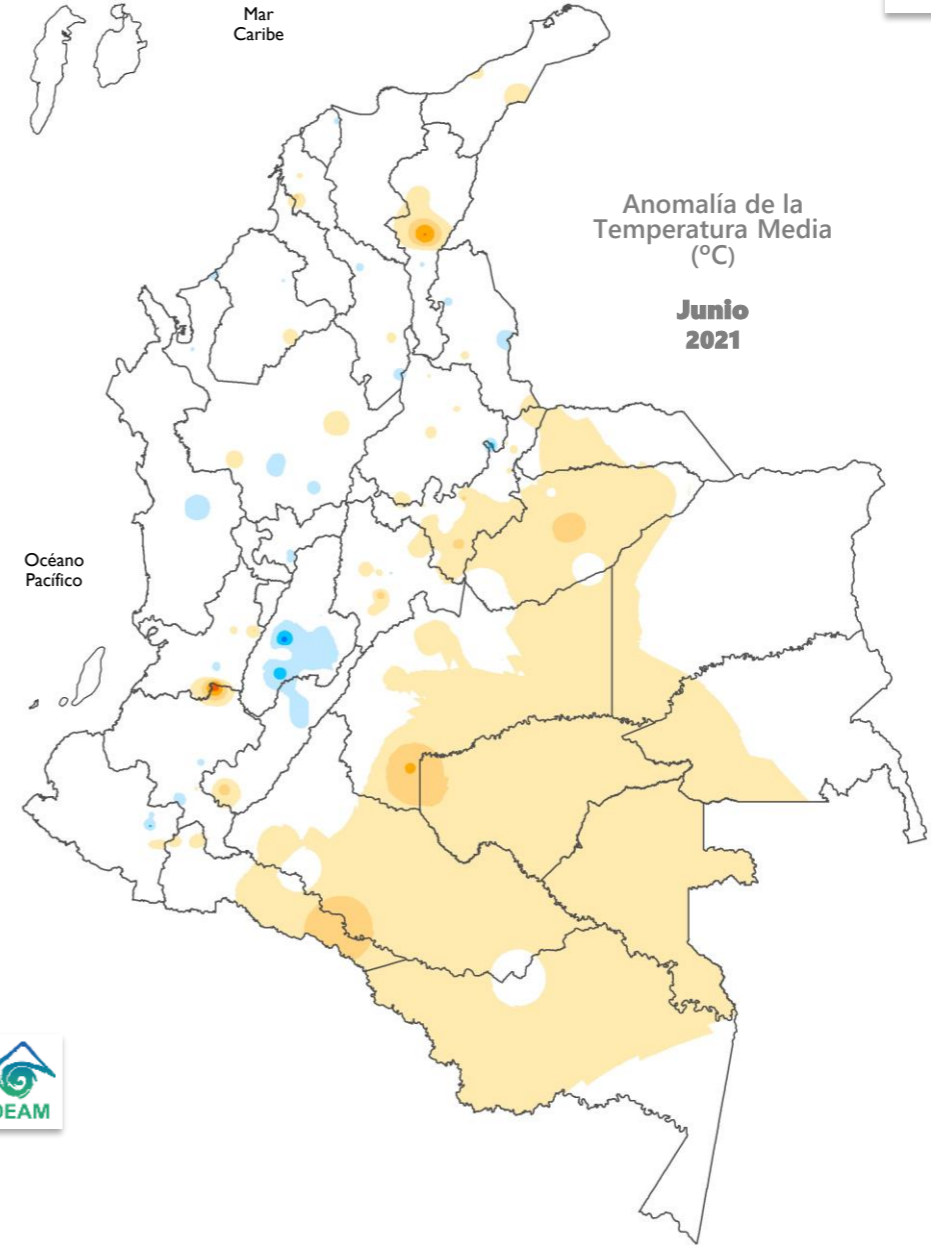 Mar
Caribe
Anomalía de la
Temperatura Media
(ºC)
Junio
2021
Océano
Pacífico
DEAM